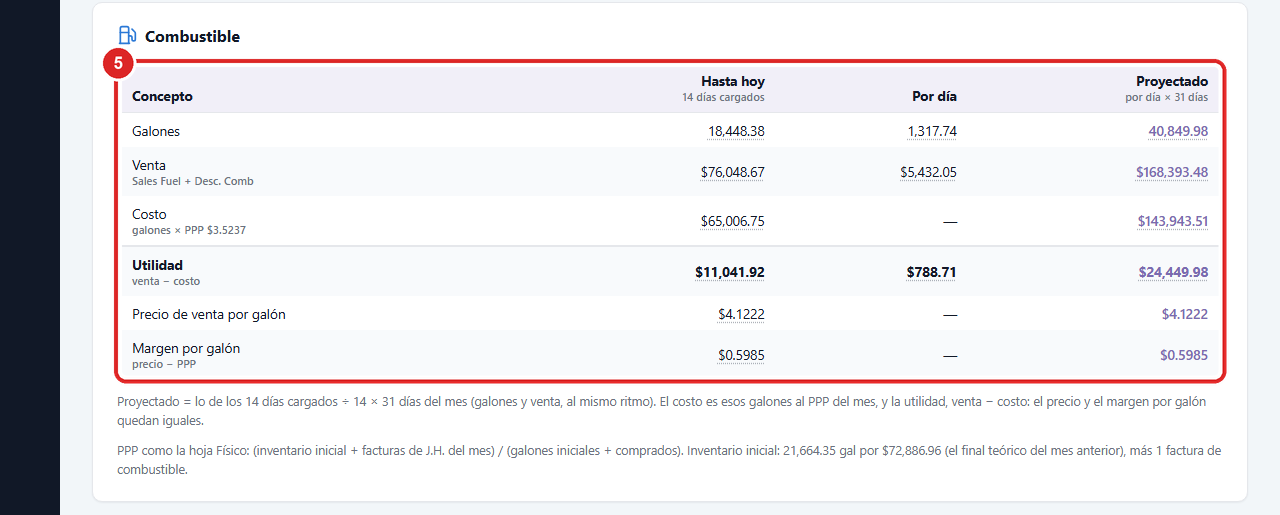 Combustible
5
Concepto Hasta hoy 14 días cargados Por día Proyectado por día × 31 días
Galones 18,448.38 1,317.74 40,849.98
Venta $76,048.67 $5,432.05 $168,393.48
Sales Fuel + Desc. Comb
Costo $65,006.75 — $143,943.51
galones × PPP $3.5237
Utilidad $11,041.92 $788.71 $24,449.98
venta − costo
Precio de venta por galón $4.1222 — $4.1222
Margen por galón $0.5985 — $0.5985
precio − PPP
Proyectado = lo de los 14 días cargados ÷ 14 × 31 días del mes (galones y venta, al mismo ritmo). El costo es esos galones al PPP del mes, y la utilidad, venta − costo: el precio y el margen por galón
quedan iguales.
PPP como la hoja Físico: (inventario inicial + facturas de J.H. del mes) / (galones iniciales + comprados). Inventario inicial: 21,664.35 gal por $72,886.96 (el final teórico del mes anterior), más 1 factura de
combustible.